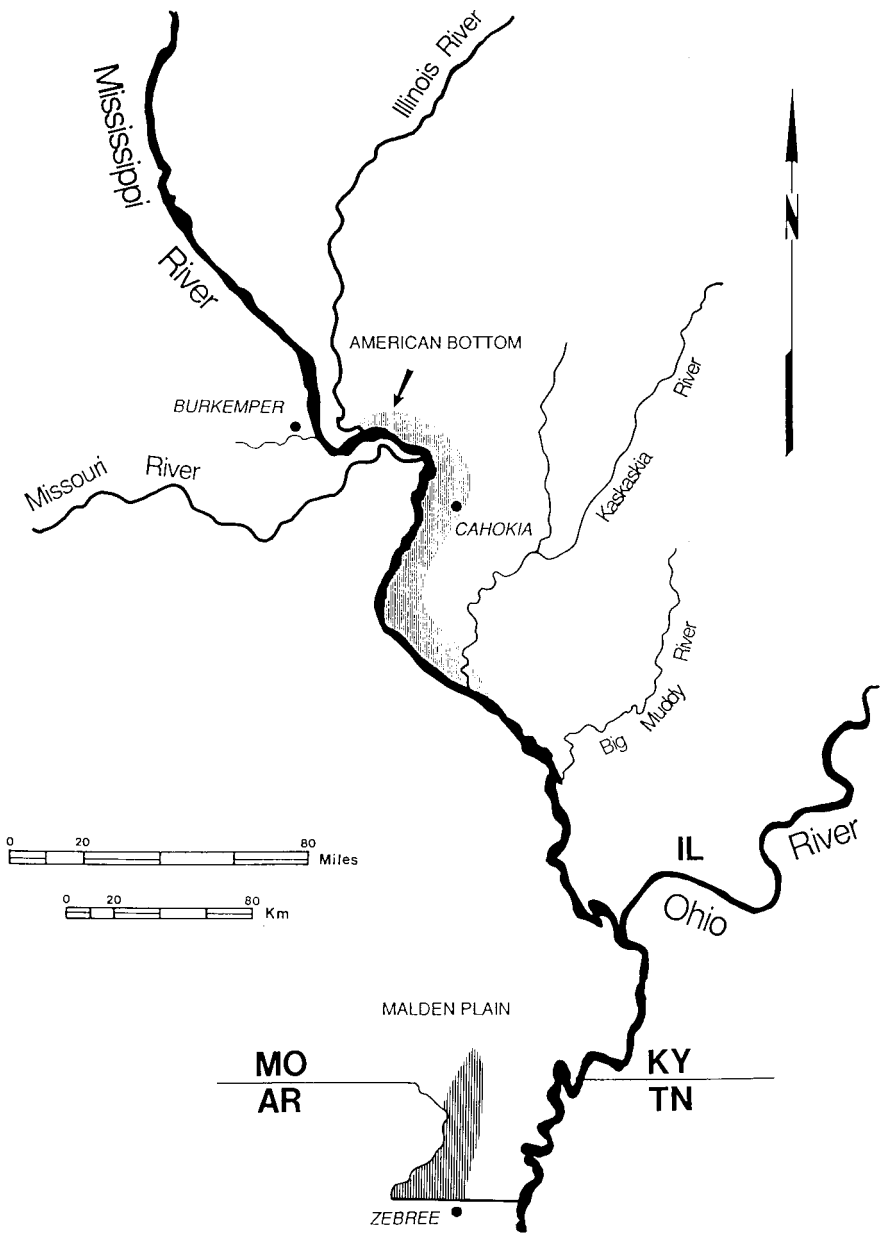 Mississippi River
Illinois River
N
AMERICAN BOTTOM
BURKEMPER
Missouri River
Kaskaskia River
CAHOKIA
Big Muddy River
0 20 80 Miles
0 20 80 Km
IL
Ohio River
MALDEN PLAIN
MO
AR
KY
TN
ZEBREE